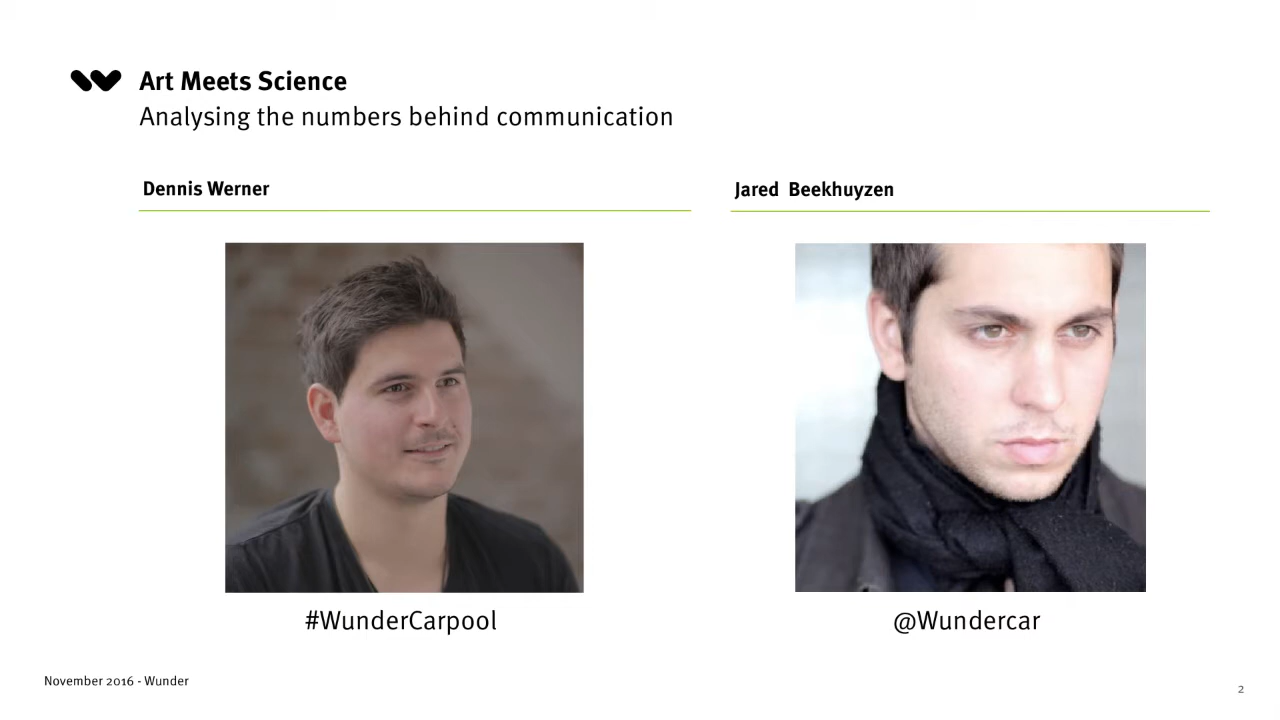 Art Meets Science
Analysing the numbers behind communication
Dennis Werner
Jared Beekhuyzen
#WunderCarpool
@Wundercar
November 2016 - Wunder
2